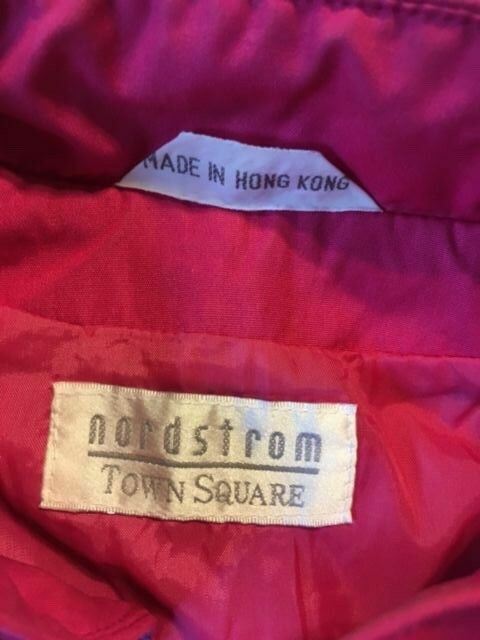 MADE IN HONG KONG
nordstrom
TOWN SQUARE